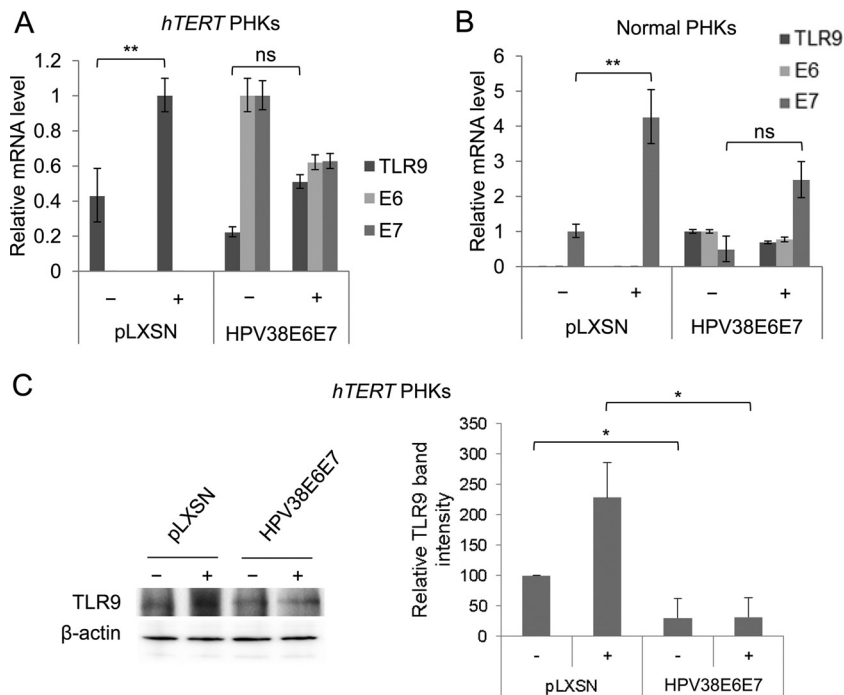 A
hTERT PHKs
Relative mRNA level
1.2
1
0.8
0.6
0.4
0.2
0
**
ns
TLR9
E6
E7
– + – +
pLXSN HPV38E6E7
B
Normal PHKs
Relative mRNA level
6
5
4
3
2
1
0
**
ns
TLR9
E6
E7
– + – +
pLXSN HPV38E6E7
C
hTERT PHKs
pLXSN HPV38E6E7
– + – +
TLR9
β-actin
Relative TLR9 band
intensity
350
300
250
200
150
100
50
0
*
*
- + - +
pLXSN HPV38E6E7